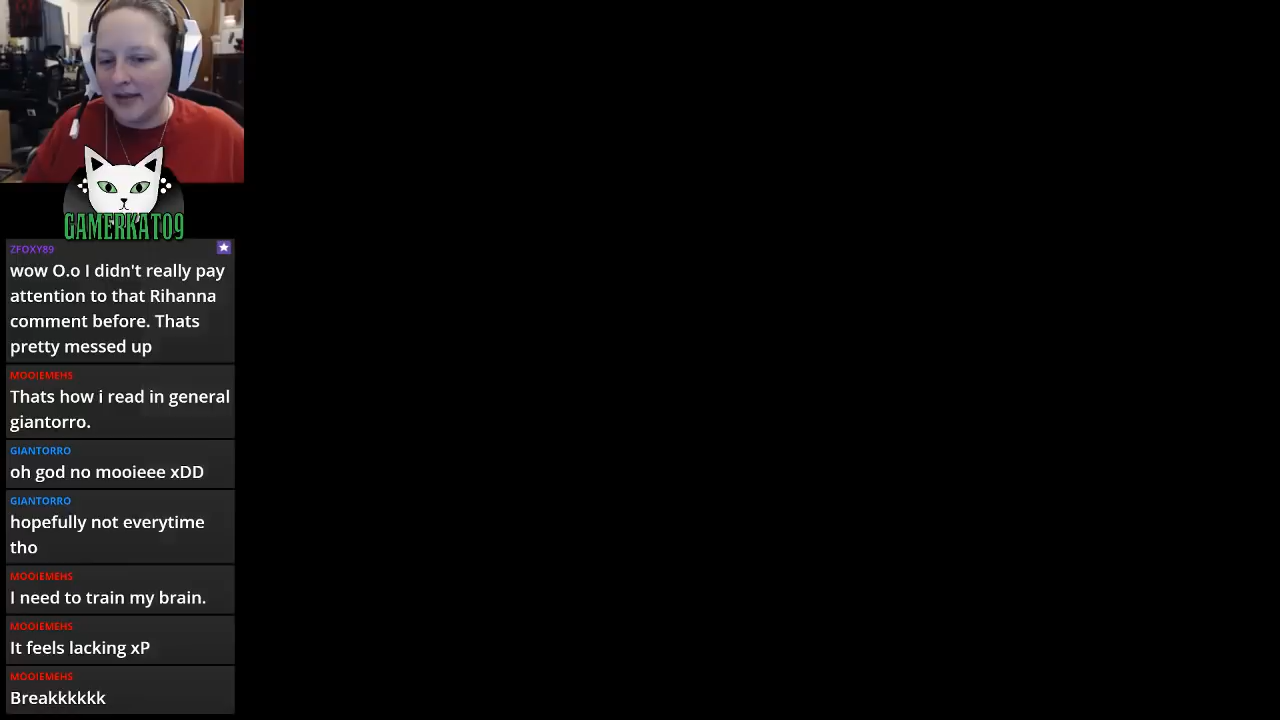 GAMERKAT09
ZFOXY89
wow O.o I didn't really pay
attention to that Rihanna
comment before. Thats
pretty messed up
MOOIEMEHS
Thats how i read in general
giantorro.
GIANTORRO
oh god no mooieee xDD
GIANTORRO
hopefully not everytime
tho
MOOIEMEHS
I need to train my brain.
MOOIEMEHS
It feels lacking xP
MOOIEMEHS
Breakkkkkk